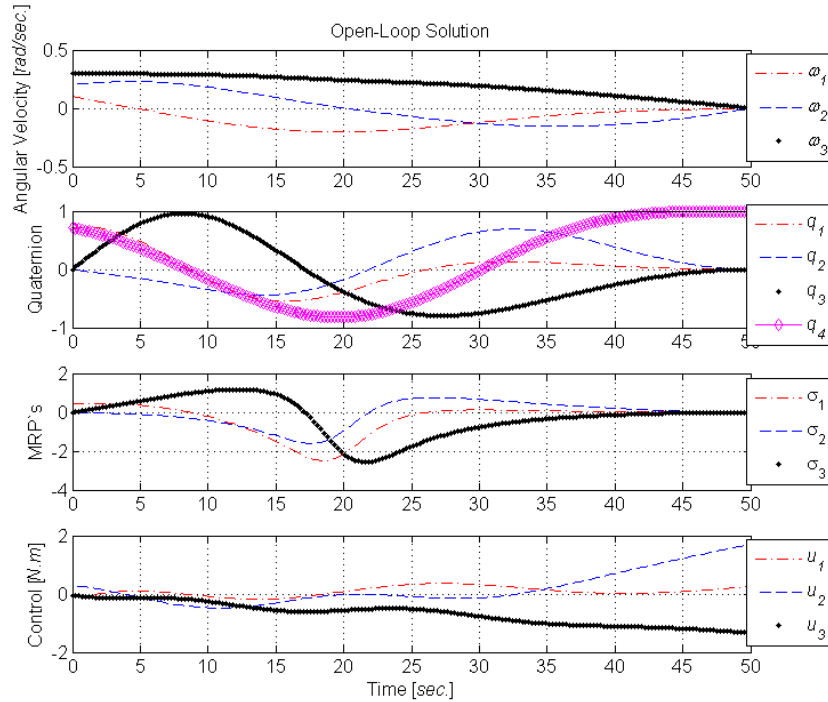 Open-Loop Solution
Angular Velocity [rad/sec.]
0.5
0
-0.5
0 5 10 15 20 25 30 35 40 45 50
ω1
ω2
ω3
Quaternion
1
0
-1
0 5 10 15 20 25 30 35 40 45 50
q1
q2
q3
q4
MRP`s
2
0
-2
-4
0 5 10 15 20 25 30 35 40 45 50
σ1
σ2
σ3
Control [N.m]
2
0
-2
0 5 10 15 20 25 30 35 40 45 50
u1
u2
u3
Time [sec.]